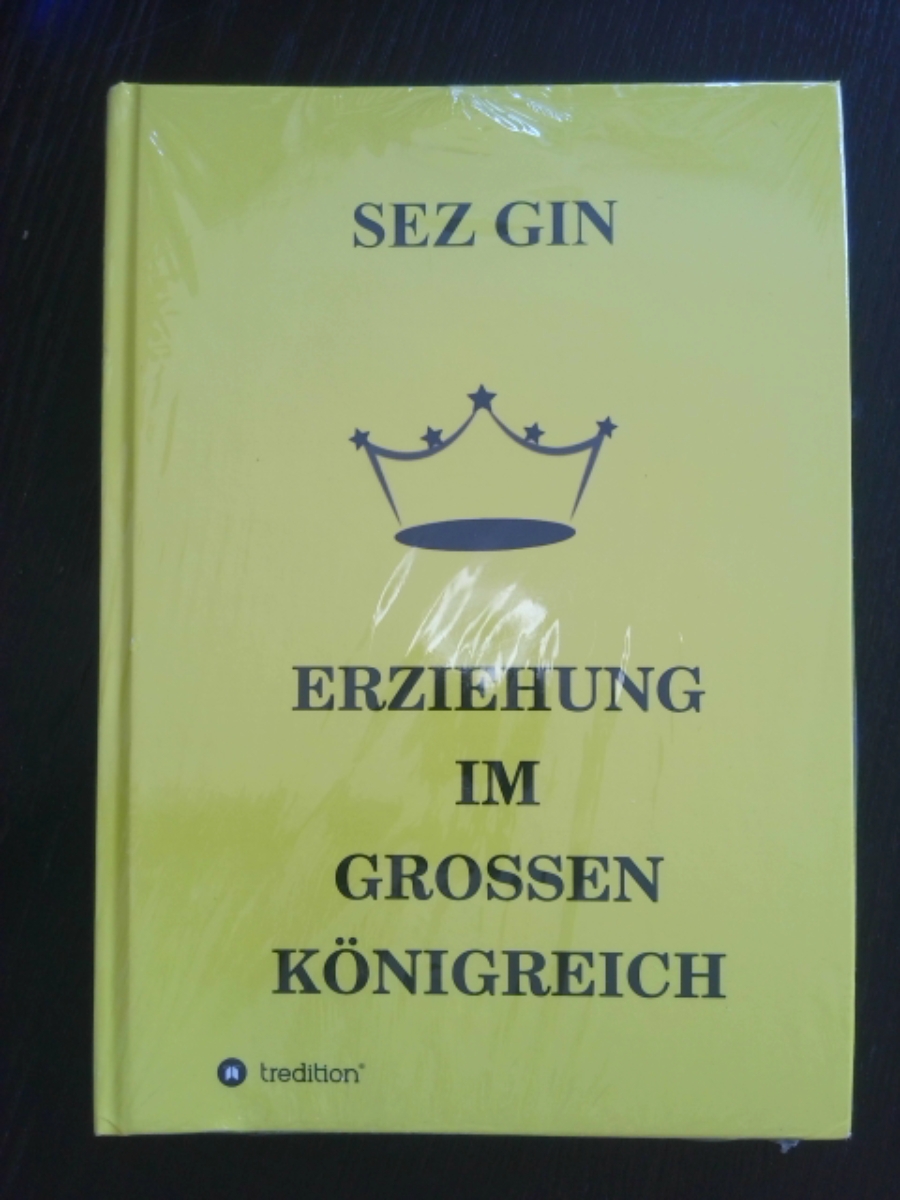 SEZ GIN
ERZIEHUNG
IM
GROSSEN
KÖNIGREICH
tredition®